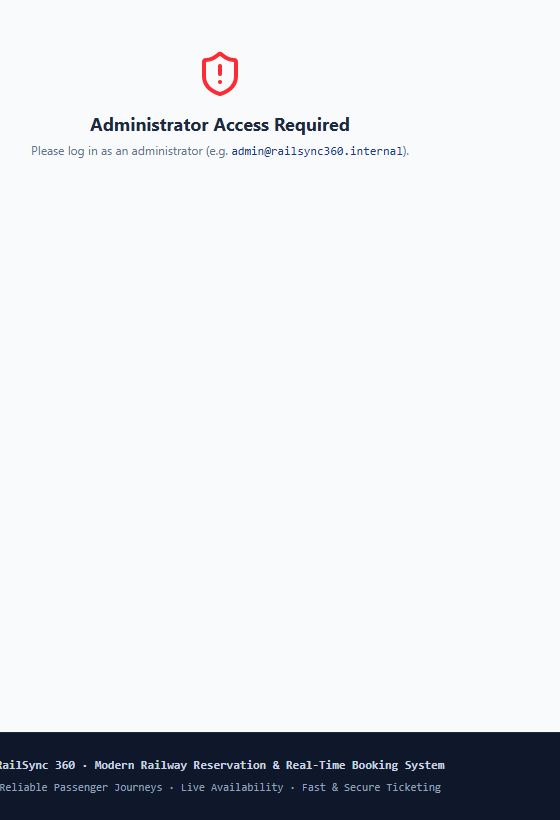 Administrator Access Required
Please log in as an administrator (e.g. admin@railsync360.internal).
RailSync 360 · Modern Railway Reservation & Real-Time Booking System
Reliable Passenger Journeys · Live Availability · Fast & Secure Ticketing